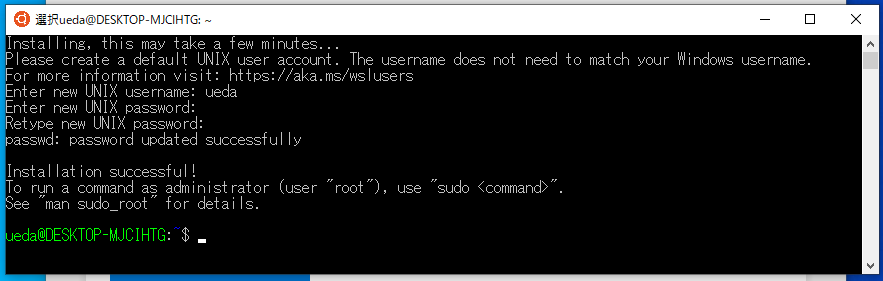 選択ueda@DESKTOP-MJCIHTG: ~
Installing, this may take a few minutes...
Please create a default UNIX user account. The username does not need to match your Windows username.
For more information visit: https://aka.ms/wslusers
Enter new UNIX username: ueda
Enter new UNIX password:
Retype new UNIX password:
passwd: password updated successfully
Installation successful!
To run a command as administrator (user "root"), use "sudo <command>".
See "man sudo_root" for details.
ueda@DESKTOP-MJCIHTG:~$